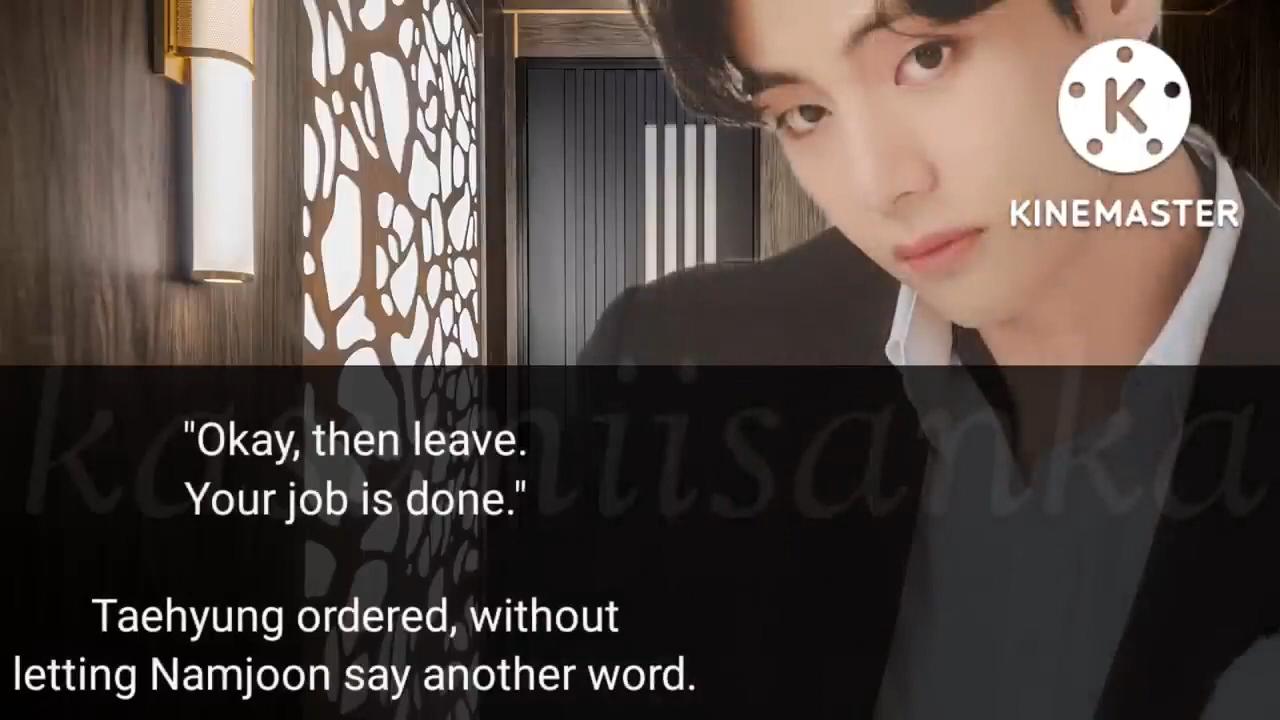 K
KINEMASTER
"Okay, then leave.
Your job is done."
Taehyung ordered, without
letting Namjoon say another word.